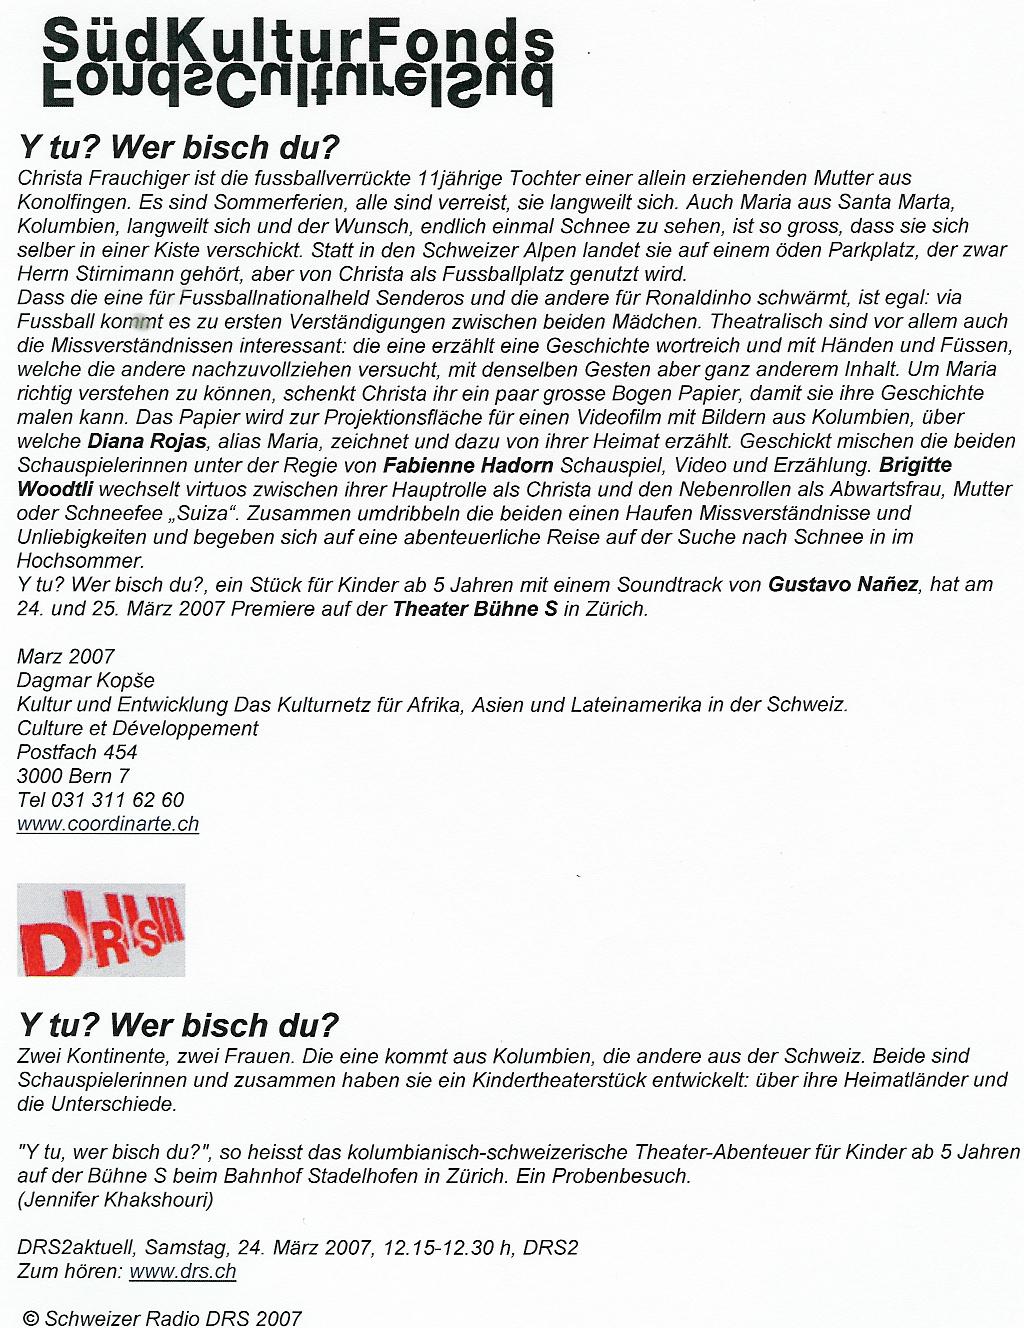 SüdKulturFonds
FondsCulturelSud
Y tu? Wer bisch du?
Christa Frauchiger ist die fussballverrückte 11jährige Tochter einer allein erziehenden Mutter aus
Konolfingen. Es sind Sommerferien, alle sind verreist, sie langweilt sich. Auch Maria aus Santa Marta,
Kolumbien, langweilt sich und der Wunsch, endlich einmal Schnee zu sehen, ist so gross, dass sie sich
selber in einer Kiste verschickt. Statt in den Schweizer Alpen landet sie auf einem öden Parkplatz, der zwar
Herrn Stirnimann gehört, aber von Christa als Fussballplatz genutzt wird.
Dass die eine für Fussballnationalheld Senderos und die andere für Ronaldinho schwärmt, ist egal: via
Fussball kommt es zu ersten Verständigungen zwischen beiden Mädchen. Theatralisch sind vor allem auch
die Missverständnissen interessant: die eine erzählt eine Geschichte wortreich und mit Händen und Füssen,
welche die andere nachzuvollziehen versucht, mit denselben Gesten aber ganz anderem Inhalt. Um Maria
richtig verstehen zu können, schenkt Christa ihr ein paar grosse Bogen Papier, damit sie ihre Geschichte
malen kann. Das Papier wird zur Projektionsfläche für einen Videofilm mit Bildern aus Kolumbien, über
welche Diana Rojas, alias Maria, zeichnet und dazu von ihrer Heimat erzählt. Geschickt mischen die beiden
Schauspielerinnen unter der Regie von Fabienne Hadorn Schauspiel, Video und Erzählung. Brigitte
Woodtli wechselt virtuos zwischen ihrer Hauptrolle als Christa und den Nebenrollen als Abwartsfrau, Mutter
oder Schneefee „Suiza“. Zusammen umdribbeln die beiden einen Haufen Missverständnisse und
Unliebigkeiten und begeben sich auf eine abenteuerliche Reise auf der Suche nach Schnee in im
Hochsommer.
Y tu? Wer bisch du?, ein Stück für Kinder ab 5 Jahren mit einem Soundtrack von Gustavo Nañez, hat am
24. und 25. März 2007 Premiere auf der Theater Bühne S in Zürich.
Marz 2007
Dagmar Kopše
Kultur und Entwicklung Das Kulturnetz für Afrika, Asien und Lateinamerika in der Schweiz.
Culture et Développement
Postfach 454
3000 Bern 7
Tel 031 311 62 60
www.coordinarte.ch
DRS
Y tu? Wer bisch du?
Zwei Kontinente, zwei Frauen. Die eine kommt aus Kolumbien, die andere aus der Schweiz. Beide sind
Schauspielerinnen und zusammen haben sie ein Kindertheaterstück entwickelt: über ihre Heimatländer und
die Unterschiede.
"Y tu, wer bisch du?", so heisst das kolumbianisch-schweizerische Theater-Abenteuer für Kinder ab 5 Jahren
auf der Bühne S beim Bahnhof Stadelhofen in Zürich. Ein Probenbesuch.
(Jennifer Khakshouri)
DRS2aktuell, Samstag, 24. März 2007, 12.15-12.30 h, DRS2
Zum hören: www.drs.ch
© Schweizer Radio DRS 2007